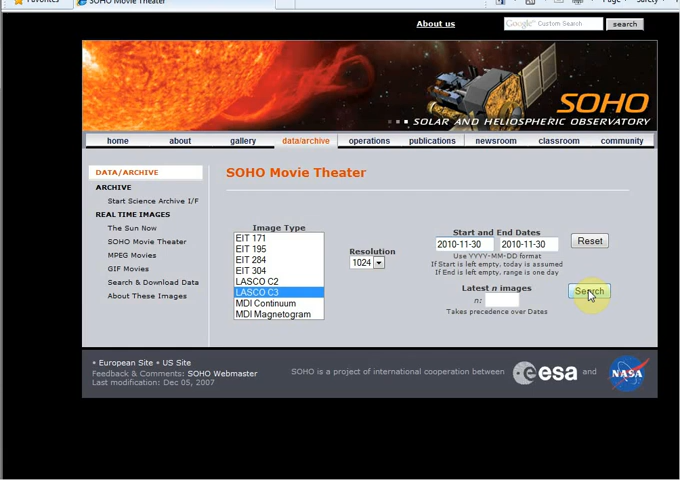 Favorites
SOHO Movie Theater
Page
Safety
About us
Google Custom Search
search
SOHO
SOLAR AND HELIOSPHERIC OBSERVATORY
home about gallery data/archive operations publications newsroom classroom community
DATA/ARCHIVE
ARCHIVE
Start Science Archive I/F
REAL TIME IMAGES
The Sun Now
SOHO Movie Theater
MPEG Movies
GIF Movies
Search & Download Data
About These Images
SOHO Movie Theater
Image Type
EIT 171
EIT 195
EIT 284
EIT 304
LASCO C2
LASCO C3
MDI Continuum
MDI Magnetogram
Resolution
1024
Start and End Dates
2010-11-30 2010-11-30 Reset
Use YYYY-MM-DD format
If Start is left empty, today is assumed
If End is left empty, range is one day
Latest n images
n: Search
Takes precedence over Dates
• European Site • US Site
Feedback & Comments: SOHO Webmaster
Last modification: Dec 05, 2007
SOHO is a project of international cooperation between esa and NASA